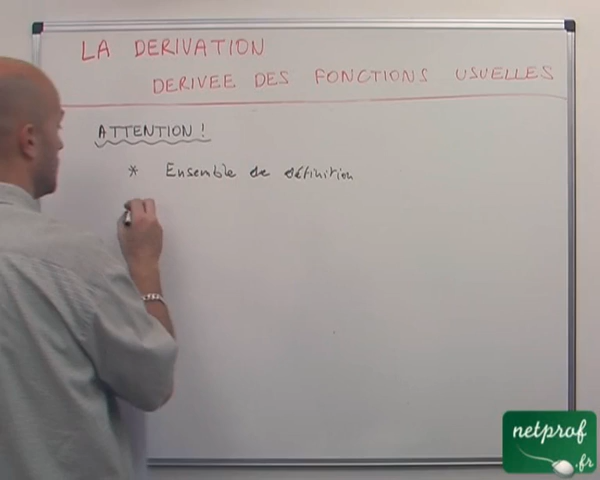 LA DERIVATION
DERIVEE DES FONCTIONS USUELLES
ATTENTION !
* Ensemble de définition
netprof
.fr